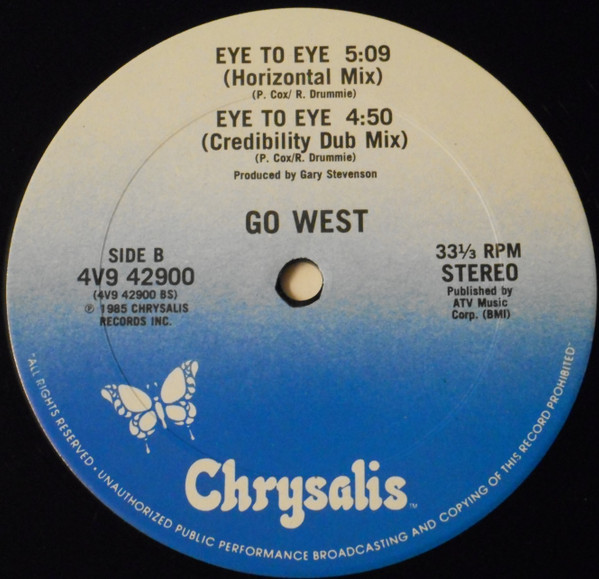 EYE TO EYE 5:09
(Horizontal Mix)
(P. Cox/ R. Drummie)
EYE TO EYE 4:50
(Credibility Dub Mix)
(P. Cox/R. Drummie)
Produced by Gary Stevenson
GO WEST
SIDE B
4V9 42900
(4V9 42900 BS)
℗ 1985 CHRYSALIS
RECORDS INC.
33⅓ RPM
STEREO
Published by
ATV Music
Corp. (BMI)
Chrysalis™
"ALL RIGHTS RESERVED · UNAUTHORIZED PUBLIC PERFORMANCE BROADCASTING AND COPYING OF THIS RECORD PROHIBITED"